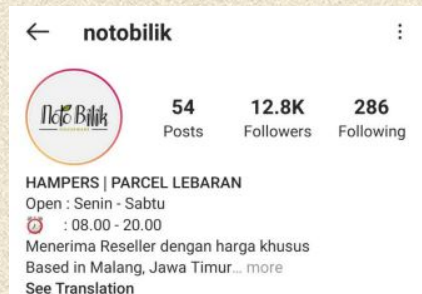 notobilik
Noto Bilik
54 12.8K 286
Posts Followers Following
HAMPERS | PARCEL LEBARAN
Open : Senin - Sabtu
⏰ : 08.00 - 20.00
Menerima Reseller dengan harga khusus
Based in Malang, Jawa Timur... more
See Translation